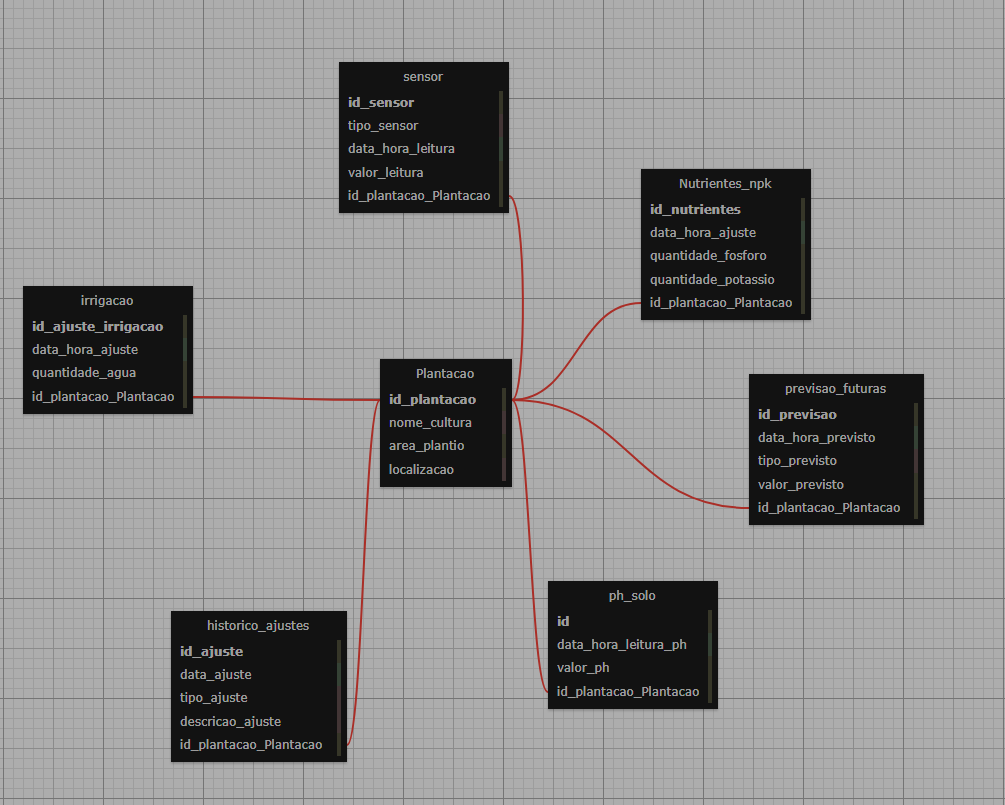 sensor
id_sensor
tipo_sensor
data_hora_leitura
valor_leitura
id_plantacao_Plantacao
Nutrientes_npk
id_nutrientes
data_hora_ajuste
quantidade_fosforo
quantidade_potassio
id_plantacao_Plantacao
irrigacao
id_ajuste_irrigacao
data_hora_ajuste
quantidade_agua
id_plantacao_Plantacao
Plantacao
id_plantacao
nome_cultura
area_plantio
localizacao
previsao_futuras
id_previsao
data_hora_previsto
tipo_previsto
valor_previsto
id_plantacao_Plantacao
ph_solo
id
data_hora_leitura_ph
valor_ph
id_plantacao_Plantacao
historico_ajustes
id_ajuste
data_ajuste
tipo_ajuste
descricao_ajuste
id_plantacao_Plantacao